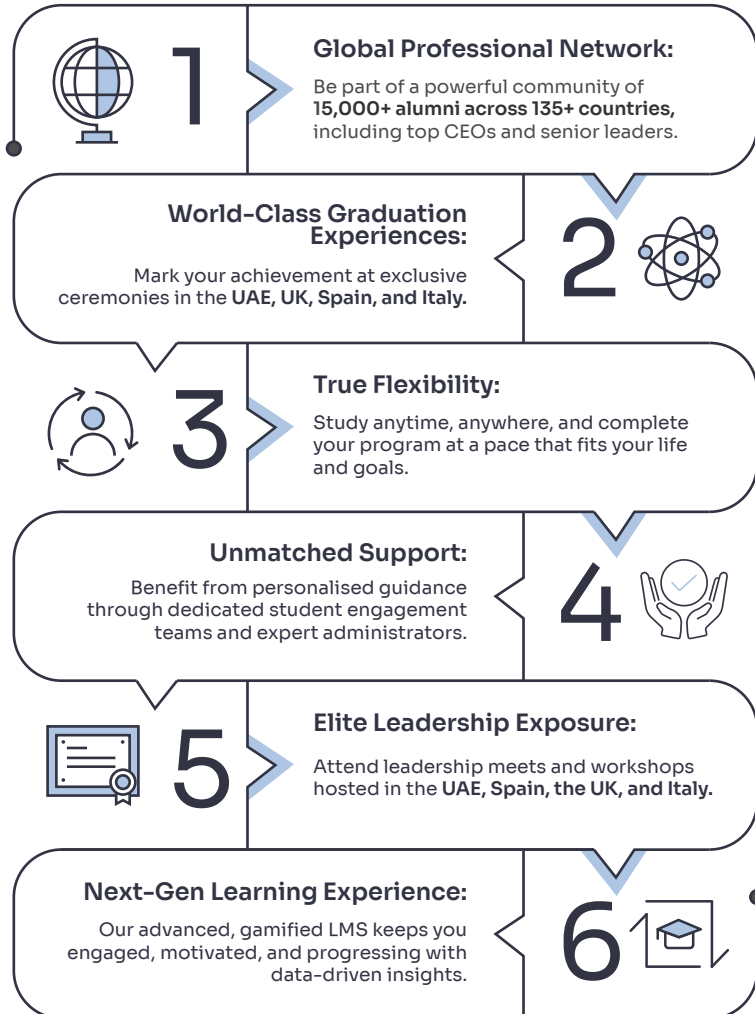 1
Global Professional Network:
Be part of a powerful community of
15,000+ alumni across 135+ countries,
including top CEOs and senior leaders.
World-Class Graduation
Experiences:
Mark your achievement at exclusive
ceremonies in the UAE, UK, Spain, and Italy.
2
3
True Flexibility:
Study anytime, anywhere, and complete
your program at a pace that fits your life
and goals.
Unmatched Support:
Benefit from personalised guidance
through dedicated student engagement
teams and expert administrators.
4
5
Elite Leadership Exposure:
Attend leadership meets and workshops
hosted in the UAE, Spain, the UK, and Italy.
Next-Gen Learning Experience:
Our advanced, gamified LMS keeps you
engaged, motivated, and progressing with
data-driven insights.
6